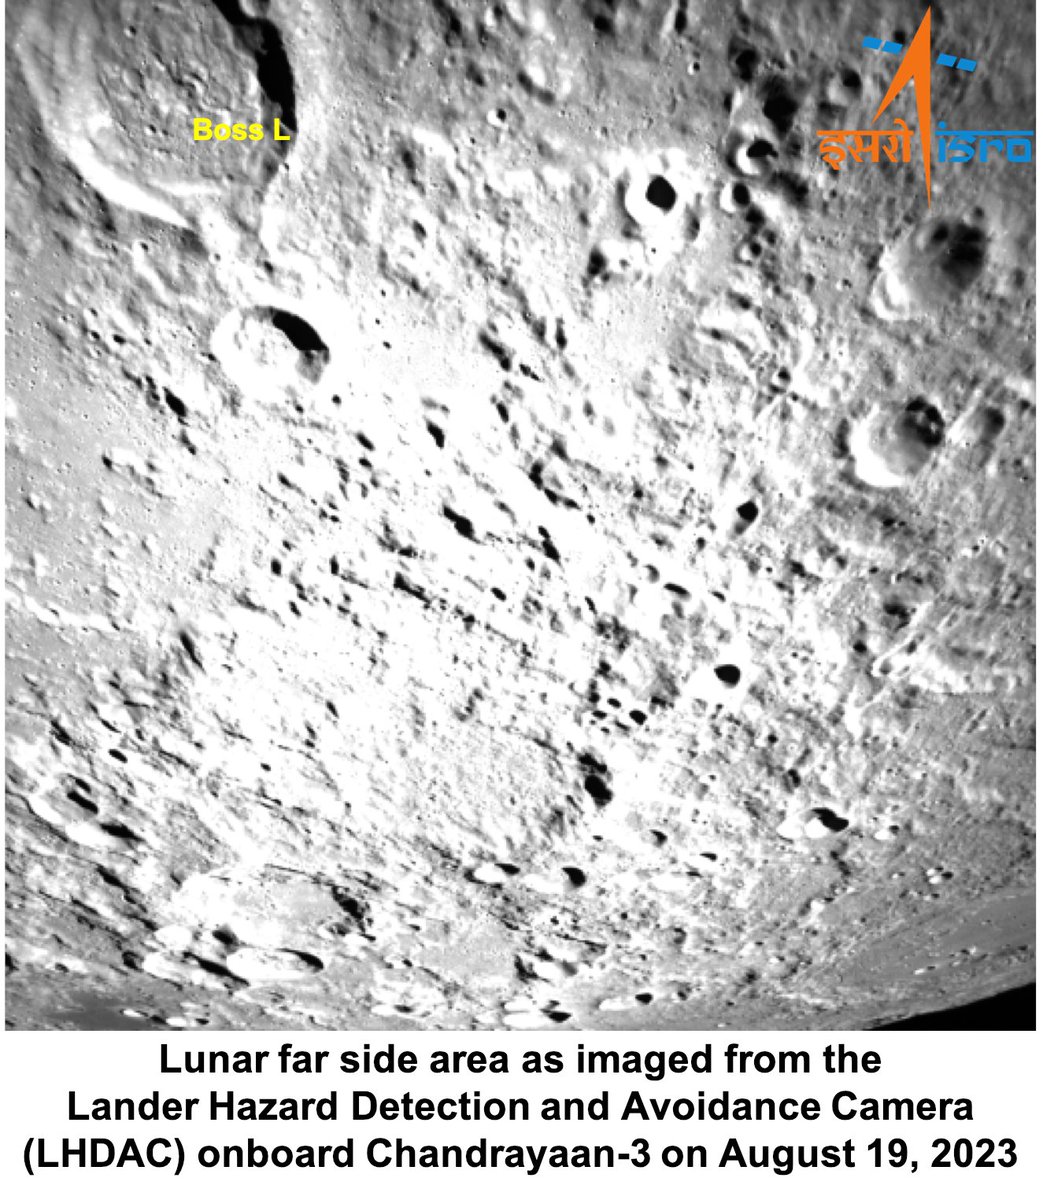 Boss L
इसरो isro
Lunar far side area as imaged from the
Lander Hazard Detection and Avoidance Camera
(LHDAC) onboard Chandrayaan-3 on August 19, 2023